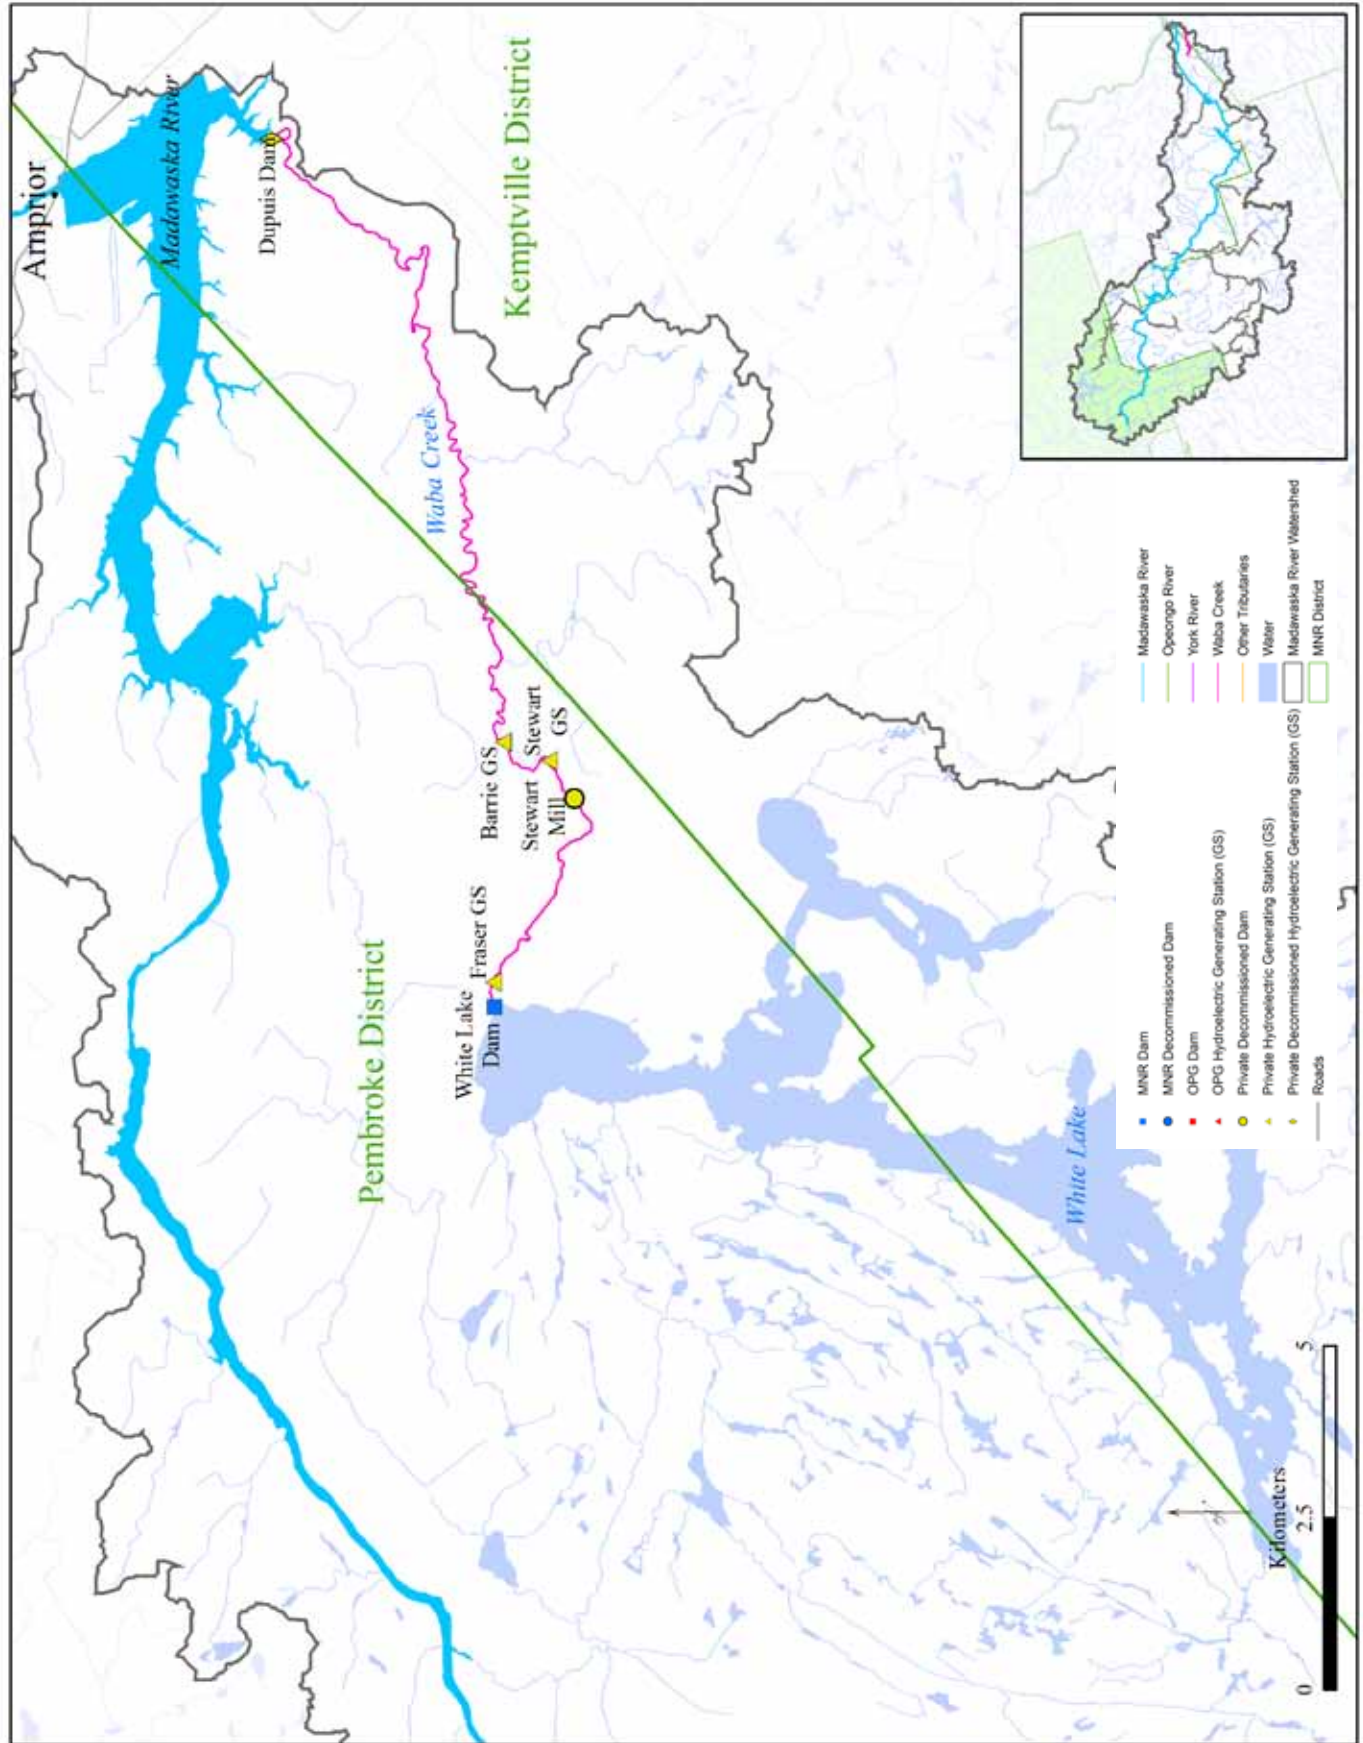 Arnprior
Madawaska River
Dupuis Dam
Kemptville District
Waba Creek
Barrie GS
Stewart
GS
Stewart
Mill
Fraser GS
White Lake
Dam
Pembroke District
White Lake
Kilometers
0
2.5
5
MNR Dam
MNR Decommissioned Dam
OPG Dam
OPG Hydroelectric Generating Station (GS)
Private Decommissioned Dam
Private Hydroelectric Generating Station (GS)
Private Decommissioned Hydroelectric Generating Station (GS)
Roads
Madawaska River
Opeongo River
York River
Waba Creek
Other Tributaries
Water
Madawaska River Watershed
MNR District